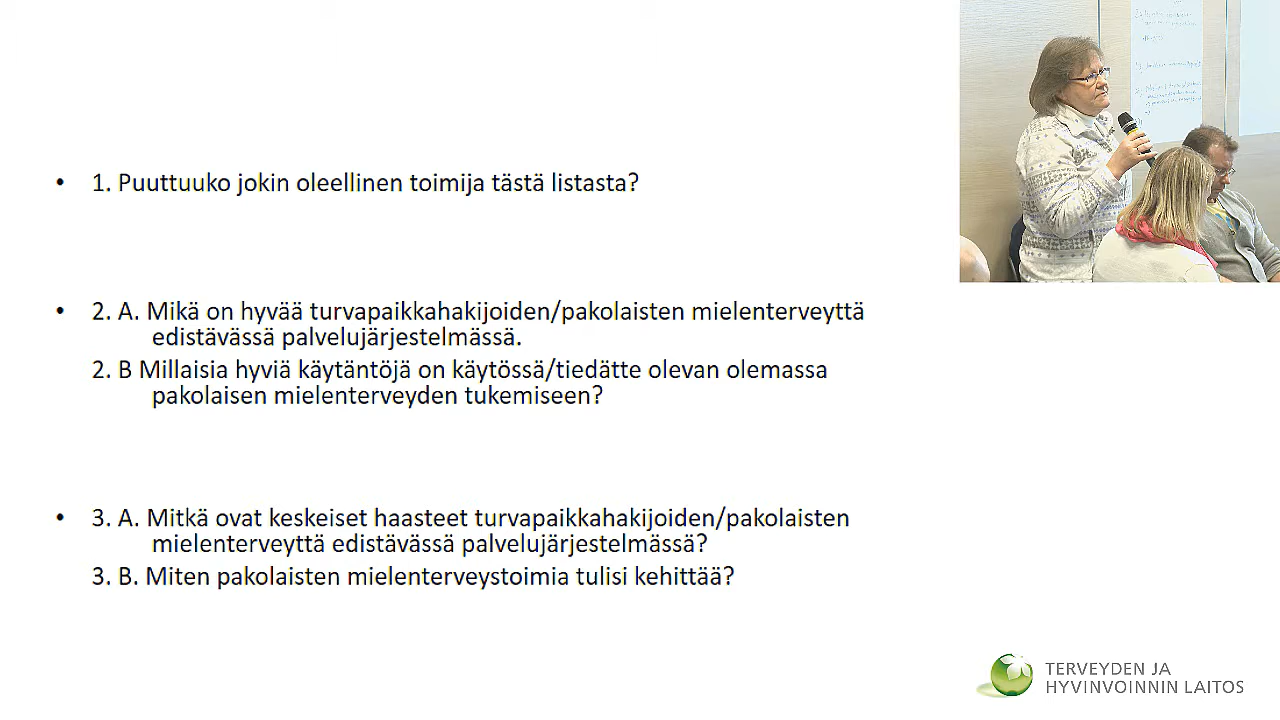 • 1. Puuttuuko jokin oleellinen toimija tästä listasta?
• 2. A. Mikä on hyvää turvapaikkahakijoiden/pakolaisten mielenterveyttä
edistävässä palvelujärjestelmässä.
2. B Millaisia hyviä käytäntöjä on käytössä/tiedätte olevan olemassa
pakolaisen mielenterveyden tukemiseen?
• 3. A. Mitkä ovat keskeiset haasteet turvapaikkahakijoiden/pakolaisten
mielenterveyttä edistävässä palvelujärjestelmässä?
3. B. Miten pakolaisten mielenterveystoimia tulisi kehittää?
TERVEYDEN JA
HYVINVOINNIN LAITOS